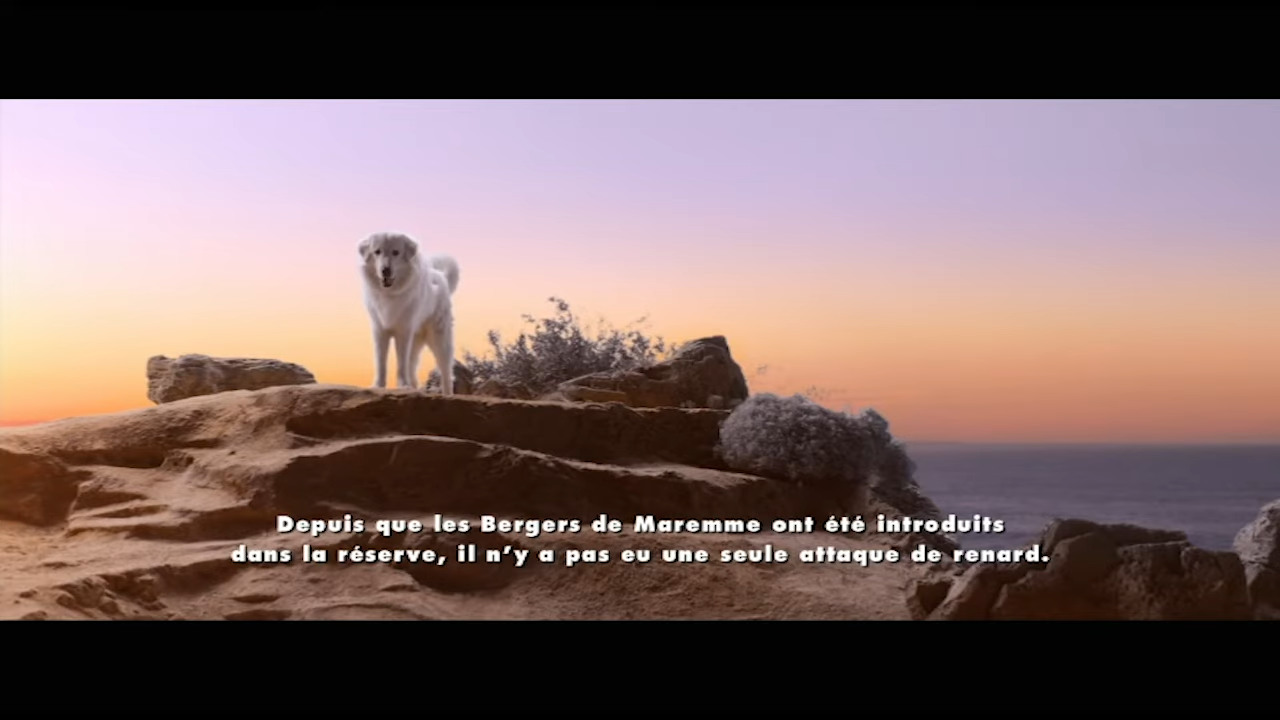 Depuis que les Bergers de Maremme ont été introduits
dans la réserve, il n'y a pas eu une seule attaque de renard.